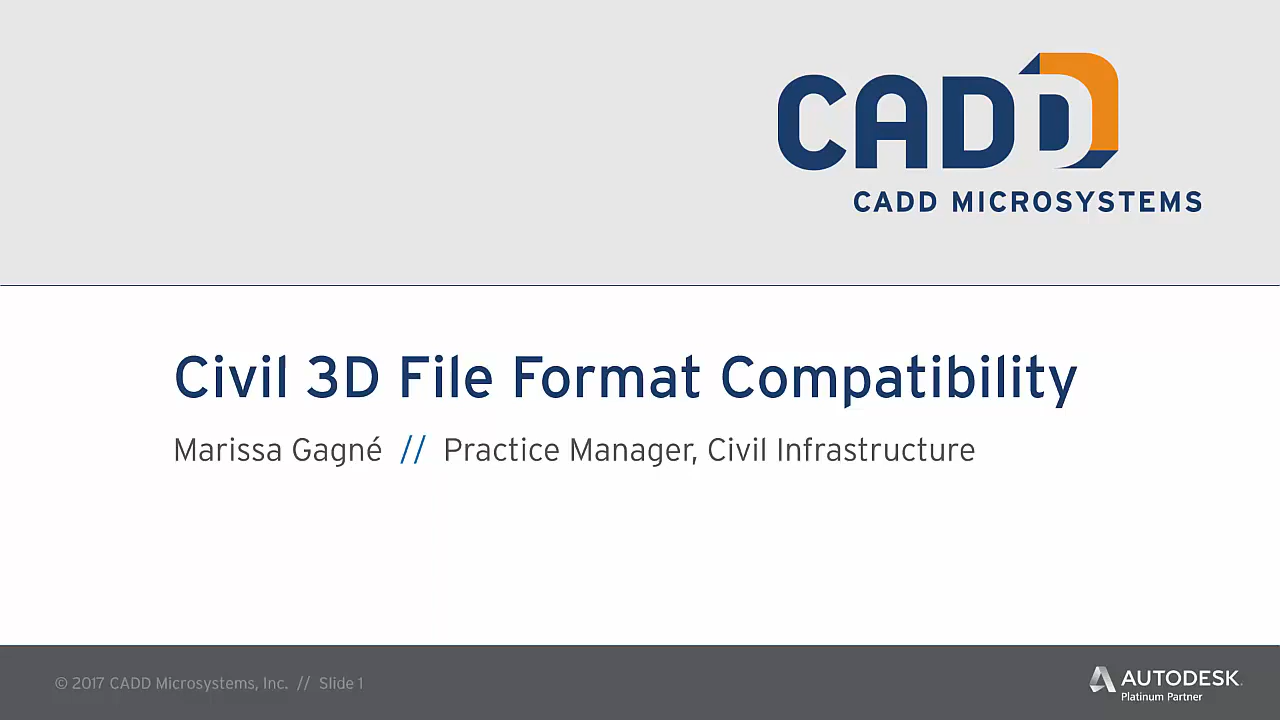 CADD
CADD MICROSYSTEMS
Civil 3D File Format Compatibility
Marissa Gagné // Practice Manager, Civil Infrastructure
© 2017 CADD Microsystems, Inc. // Slide 1
AUTODESK.
Platinum Partner